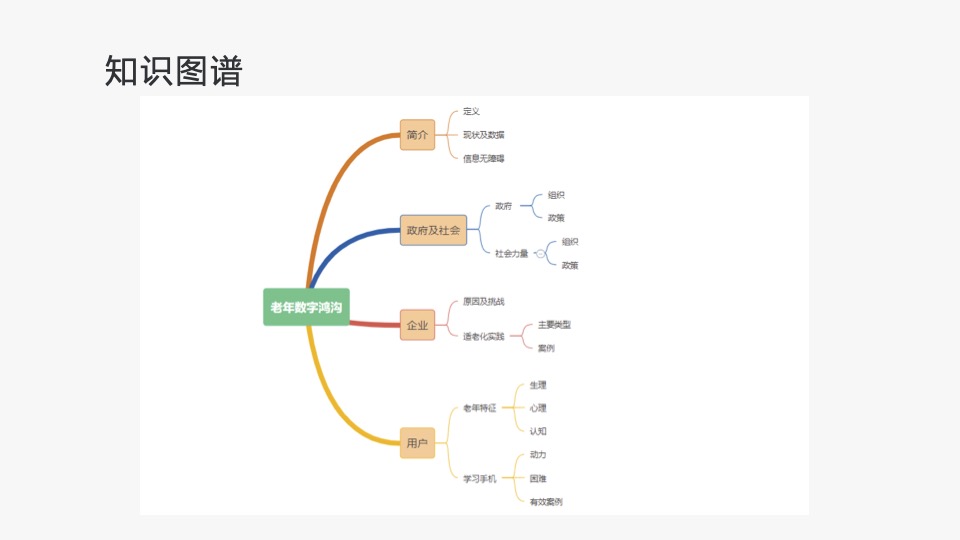 知识图谱
老年数字鸿沟
简介
定义
现状及数据
信息无障碍
政府及社会
政府
组织
政策
社会力量
组织
政策
企业
原因及挑战
适老化实践
主要类型
案例
用户
老年特征
生理
心理
认知
学习手机
动力
困难
有效案例